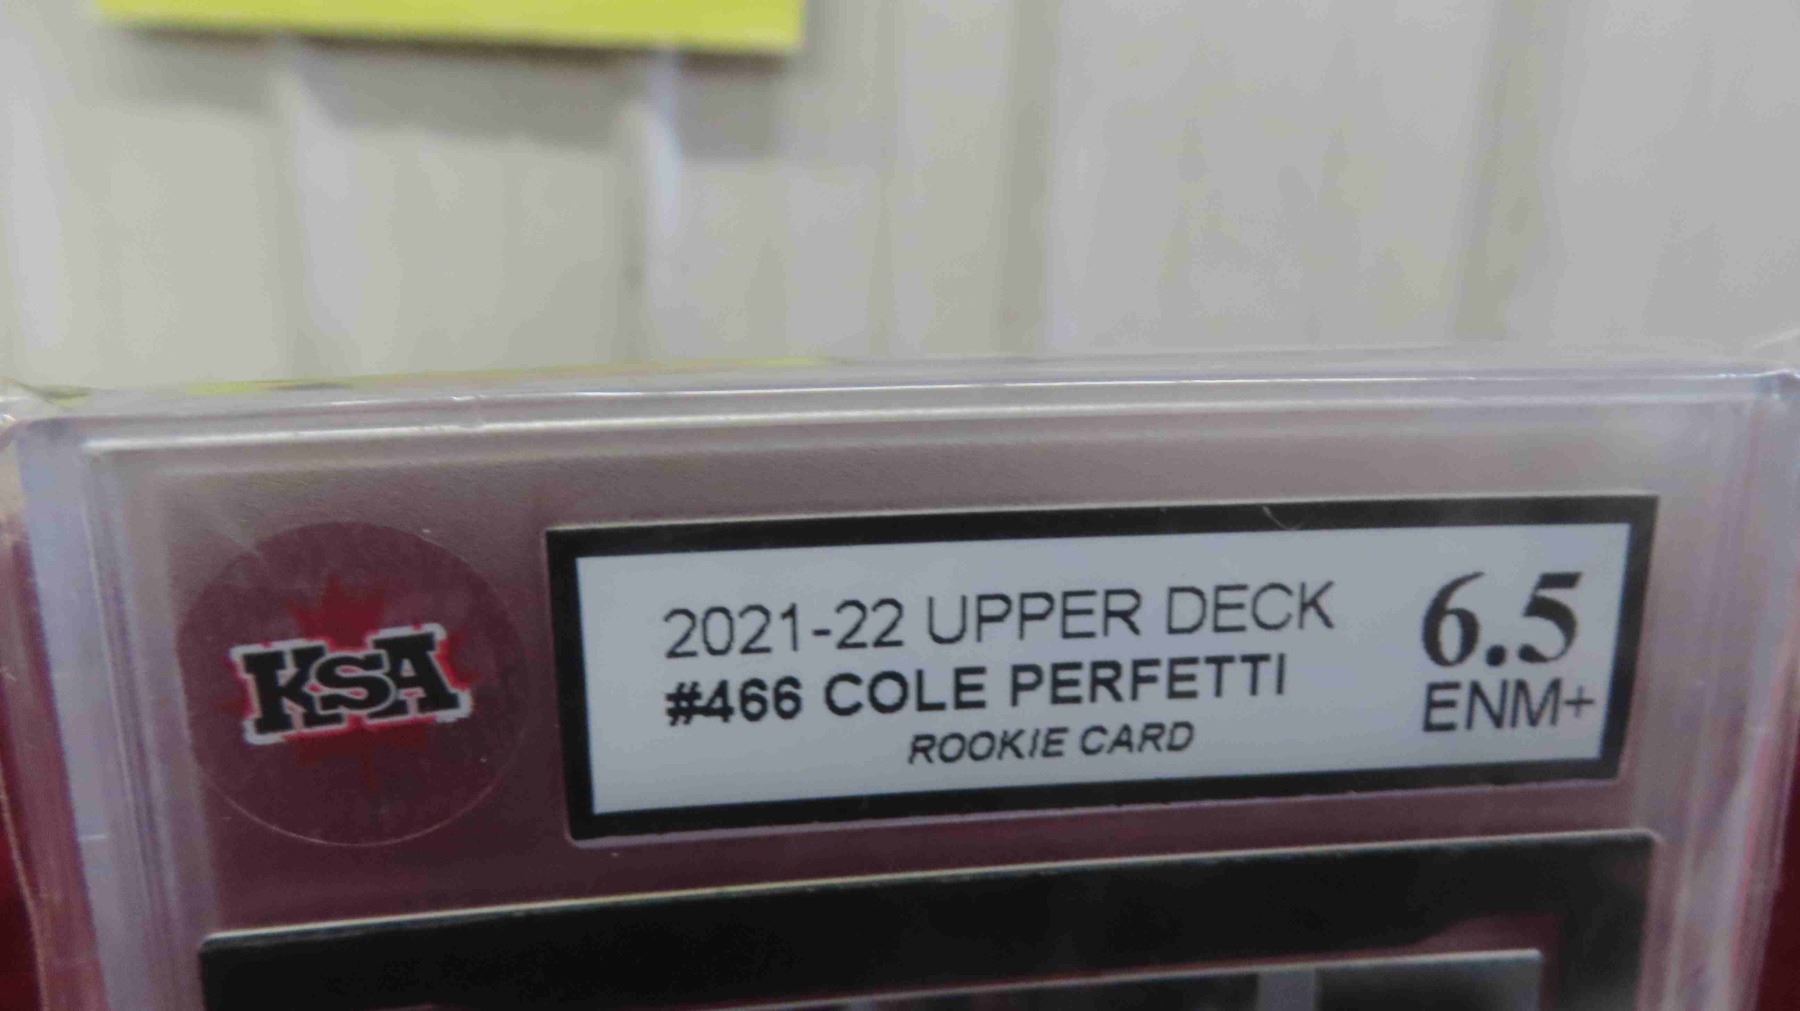 KSA
2021-22 UPPER DECK
#466 COLE PERFETTI
ROOKIE CARD
6.5
ENM+